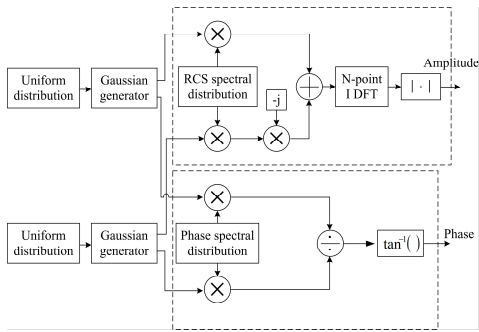 Amplitude
Uniform
distribution
Gaussian
generator
RCS spectral
distribution
-j
N-point
I DFT
| · |
Uniform
distribution
Gaussian
generator
Phase spectral
distribution
tan⁻¹( )
Phase